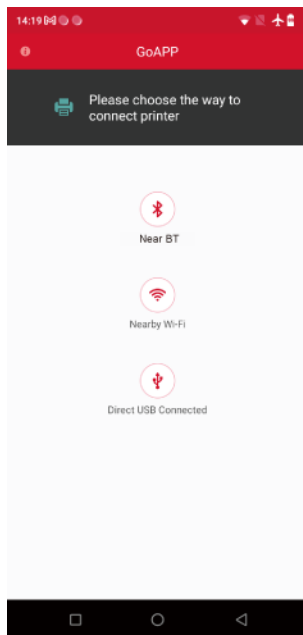 14:19
GoAPP
Please choose the way to
connect printer
Near BT
Nearby Wi-Fi
Direct USB Connected